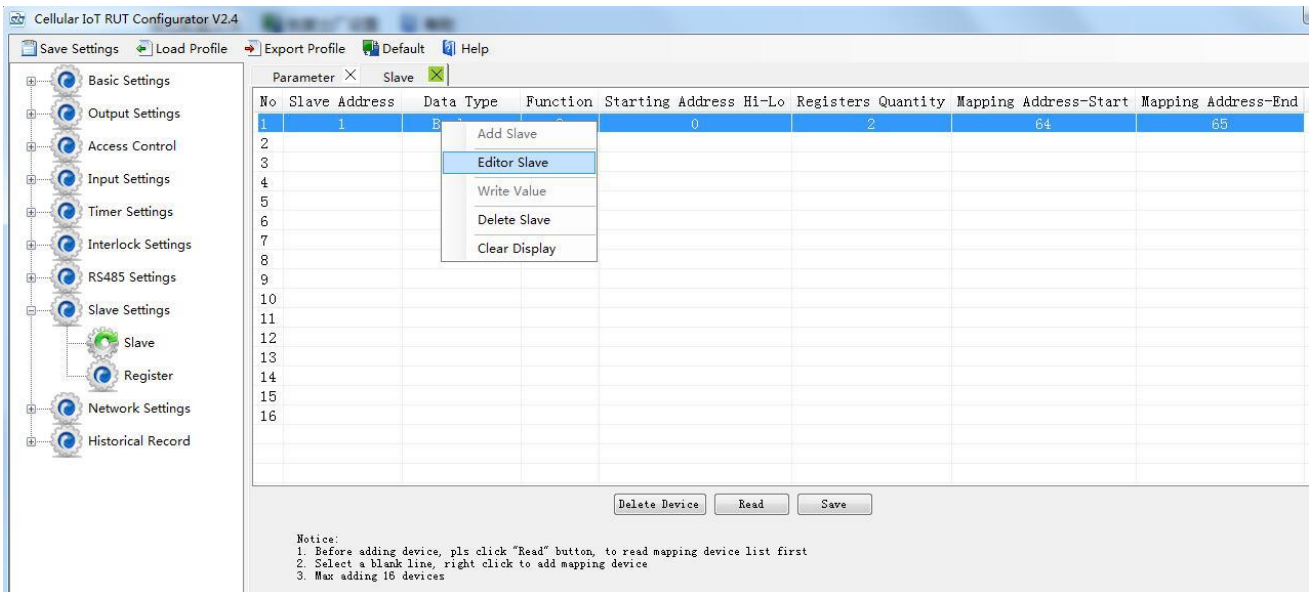 Cellular IoT RUT Configurator V2.4
Save Settings Load Profile Export Profile Default Help
Basic Settings
Output Settings
Access Control
Input Settings
Timer Settings
Interlock Settings
RS485 Settings
Slave Settings
Slave
Register
Network Settings
Historical Record
Parameter Slave
No Slave Address Data Type Function Starting Address Hi-Lo Registers Quantity Mapping Address-Start Mapping Address-End
1 1 0 2 64 65
2
3
4
5
6
7
8
9
10
11
12
13
14
15
16
Add Slave
Editor Slave
Write Value
Delete Slave
Clear Display
Delete Device Read Save
Notice:
1. Before adding device, pls click "Read" button, to read mapping device list first
2. Select a blank line, right click to add mapping device
3. Max adding 16 devices